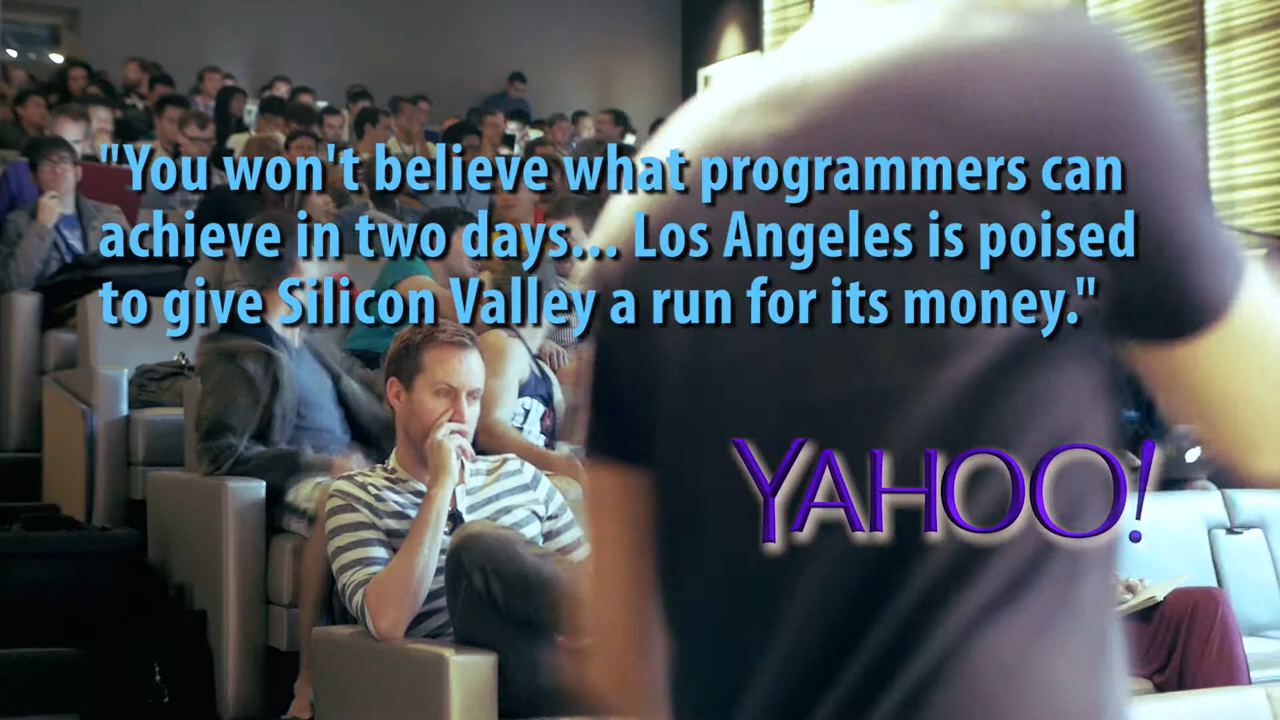 "You won't believe what programmers can
achieve in two days... Los Angeles is poised
to give Silicon Valley a run for its money."
YAHOO!